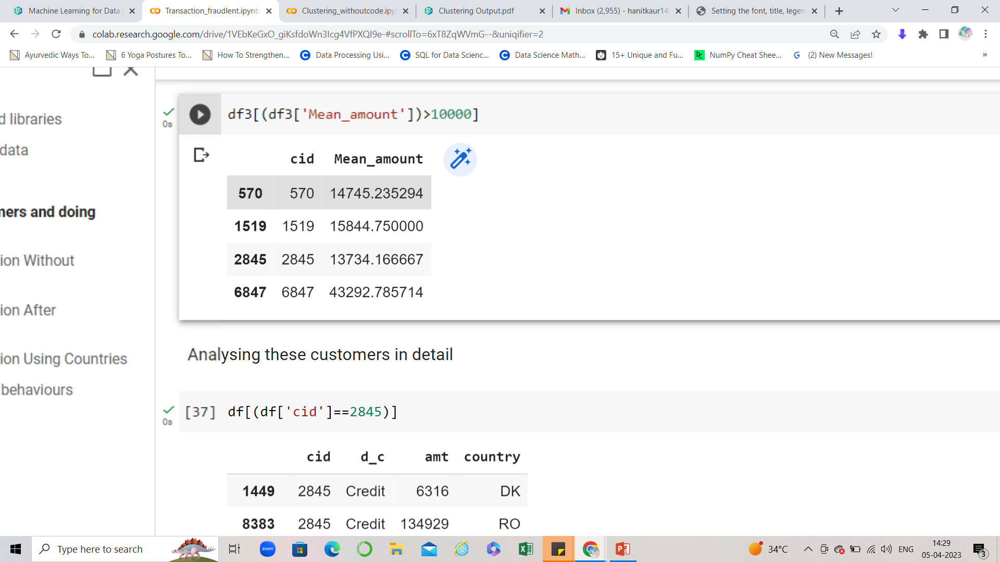 Machine Learning for Data
Transaction_fraudlent.ipynb
Clustering_withoutcode.ipy
Clustering Output.pdf
Inbox (2,955) - hanitkaur14
Setting the font, title, legen
colab.research.google.com/drive/1VEbKeGxO_giKsfdoWn3Icg4VfPXQI9e-#scrollTo=6xT8ZqWVmG--&uniqifier=2
Ayurvedic Ways To...
6 Yoga Postures To...
How To Strengthen...
Data Processing Usi...
SQL for Data Scienc...
Data Science Math...
15+ Unique and Fu...
NumPy Cheat Shee...
(2) New Messages!
»
d libraries
data
ners and doing
ion Without
ion After
ion Using Countries
behaviours
0s
df3[(df3['Mean_amount'])>10000]
cid Mean_amount
570 570 14745.235294
1519 1519 15844.750000
2845 2845 13734.166667
6847 6847 43292.785714
Analysing these customers in detail
0s
[37] df[(df['cid']==2845)]
cid d_c amt country
1449 2845 Credit 6316 DK
8383 2845 Credit 134929 RO
Type here to search
zoom
34°C
ENG
14:29
05-04-2023
3